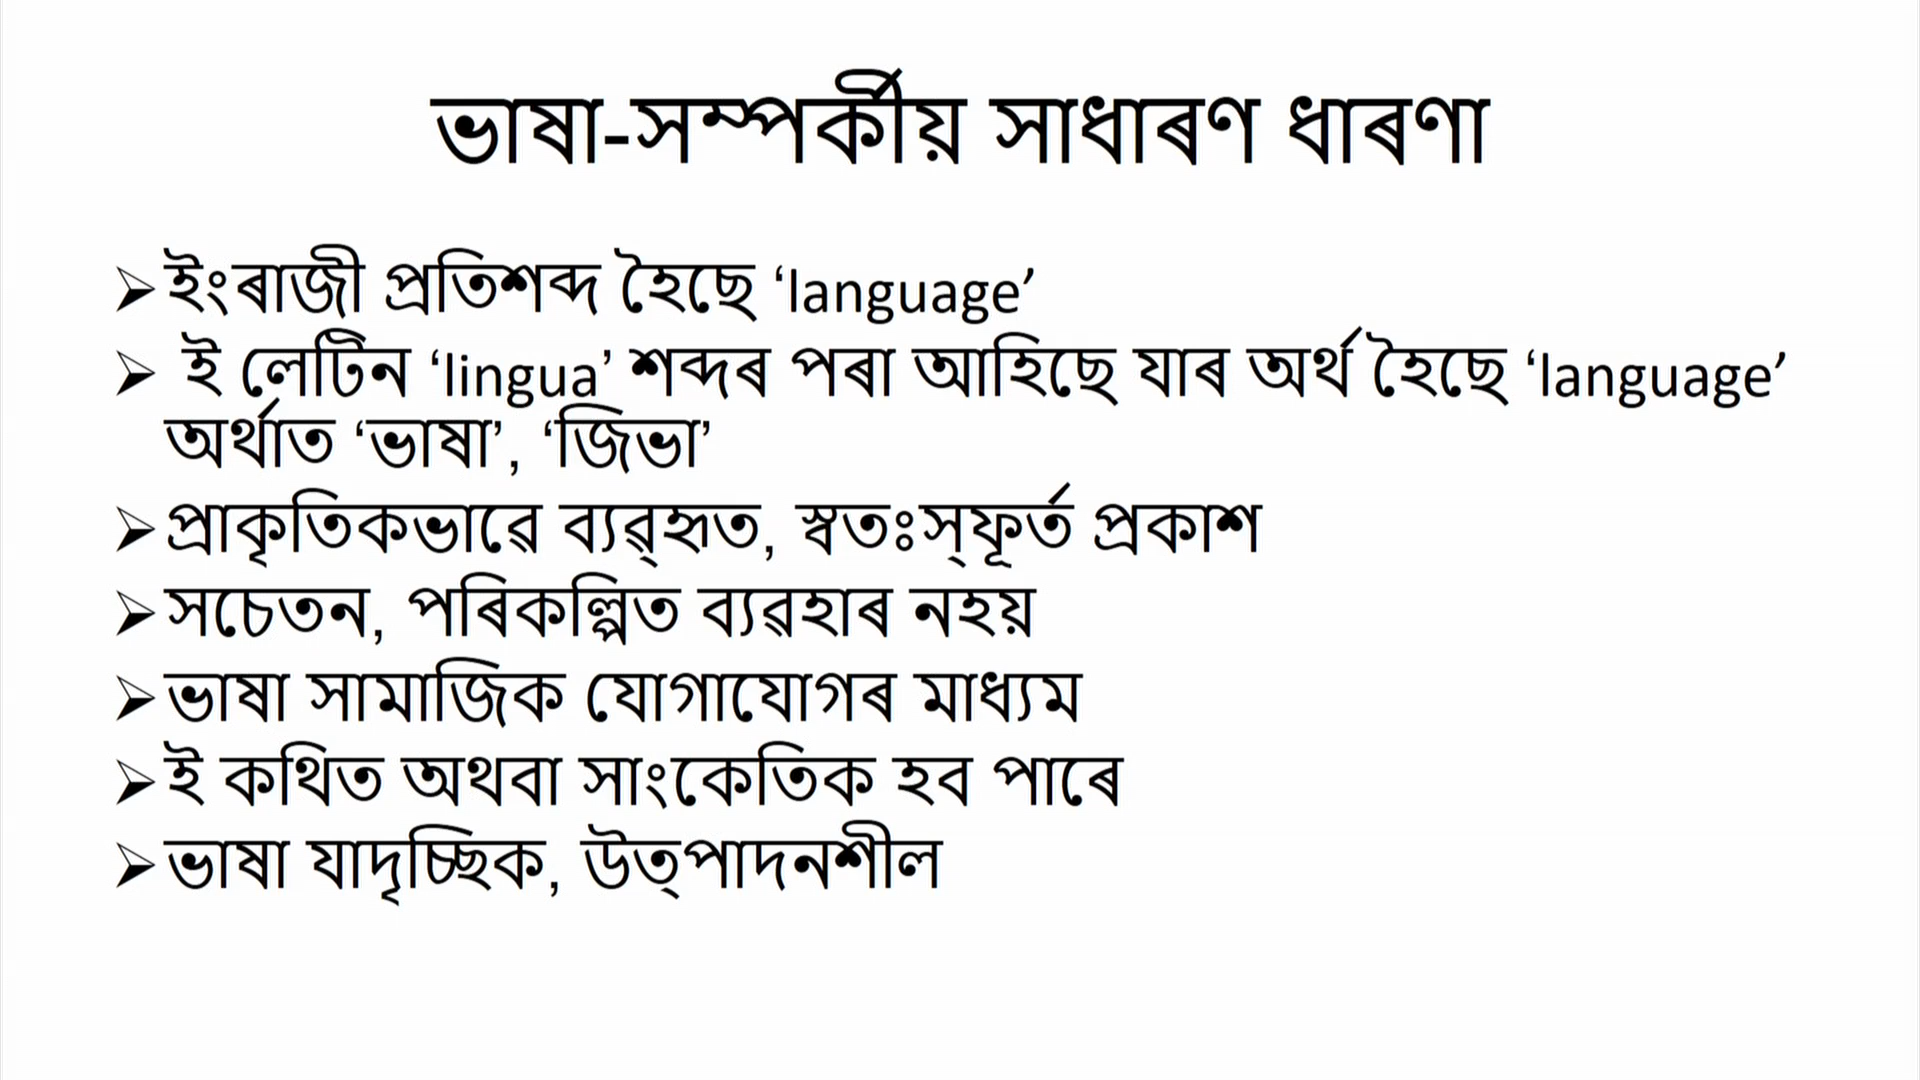 ভাষা-সম্পৰ্কীয় সাধাৰণ ধাৰণা
➢ইংৰাজী প্ৰতিশব্দ হৈছে ‘language’
➢ ই লেটিন ‘lingua’ শব্দৰ পৰা আহিছে যাৰ অৰ্থ হৈছে ‘language’
অৰ্থাত ‘ভাষা’, ‘জিভা’
➢প্ৰাকৃতিকভাৱে ব্যৱ্হৃত, স্বতঃস্ফূৰ্ত প্ৰকাশ
➢সচেতন, পৰিকল্পিত ব্যৱহাৰ নহয়
➢ভাষা সামাজিক যোগাযোগৰ মাধ্যম
➢ই কথিত অথবা সাংকেতিক হব পাৰে
➢ভাষা যাদৃচ্ছিক, উত্পাদনশীল